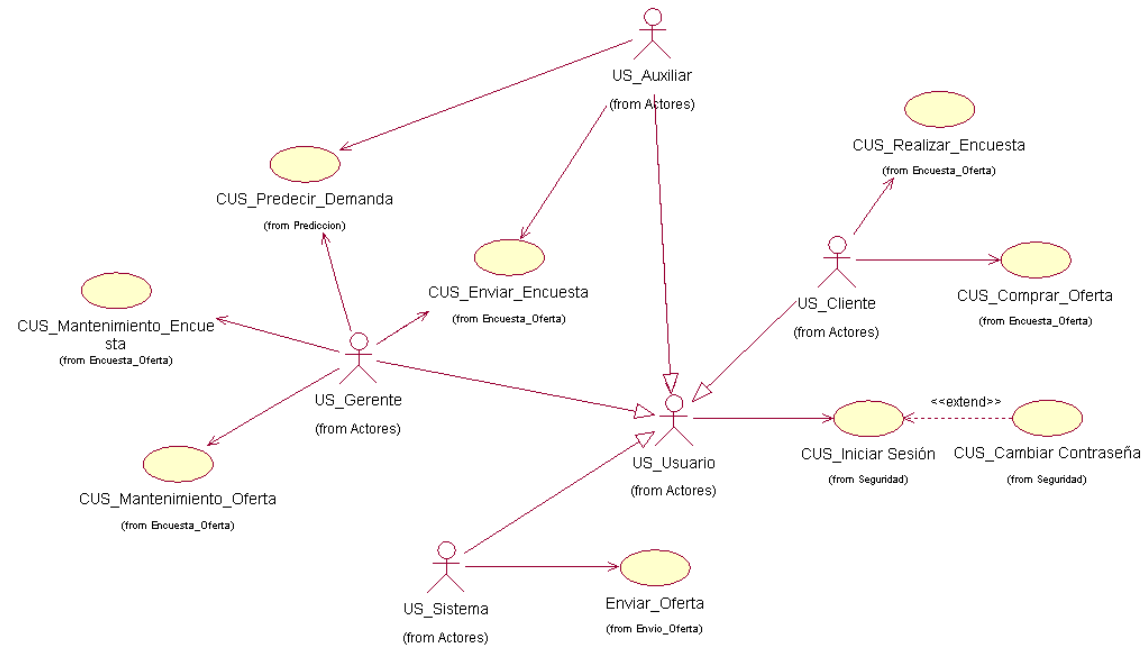 US_Auxiliar
(from Actores)
CUS_Realizar_Encuesta
(from Encuesta_Oferta)
CUS_Predecir_Demanda
(from Prediccion)
CUS_Enviar_Encuesta
(from Encuesta_Oferta)
US_Cliente
(from Actores)
CUS_Comprar_Oferta
(from Encuesta_Oferta)
CUS_Mantenimiento_Encue
sta
(from Encuesta_Oferta)
US_Gerente
(from Actores)
<<extend>>
US_Usuario
(from Actores)
CUS_Iniciar Sesión
(from Seguridad)
CUS_Cambiar Contraseña
(from Seguridad)
CUS_Mantenimiento_Oferta
(from Encuesta_Oferta)
US_Sistema
(from Actores)
Enviar_Oferta
(from Envio_Oferta)